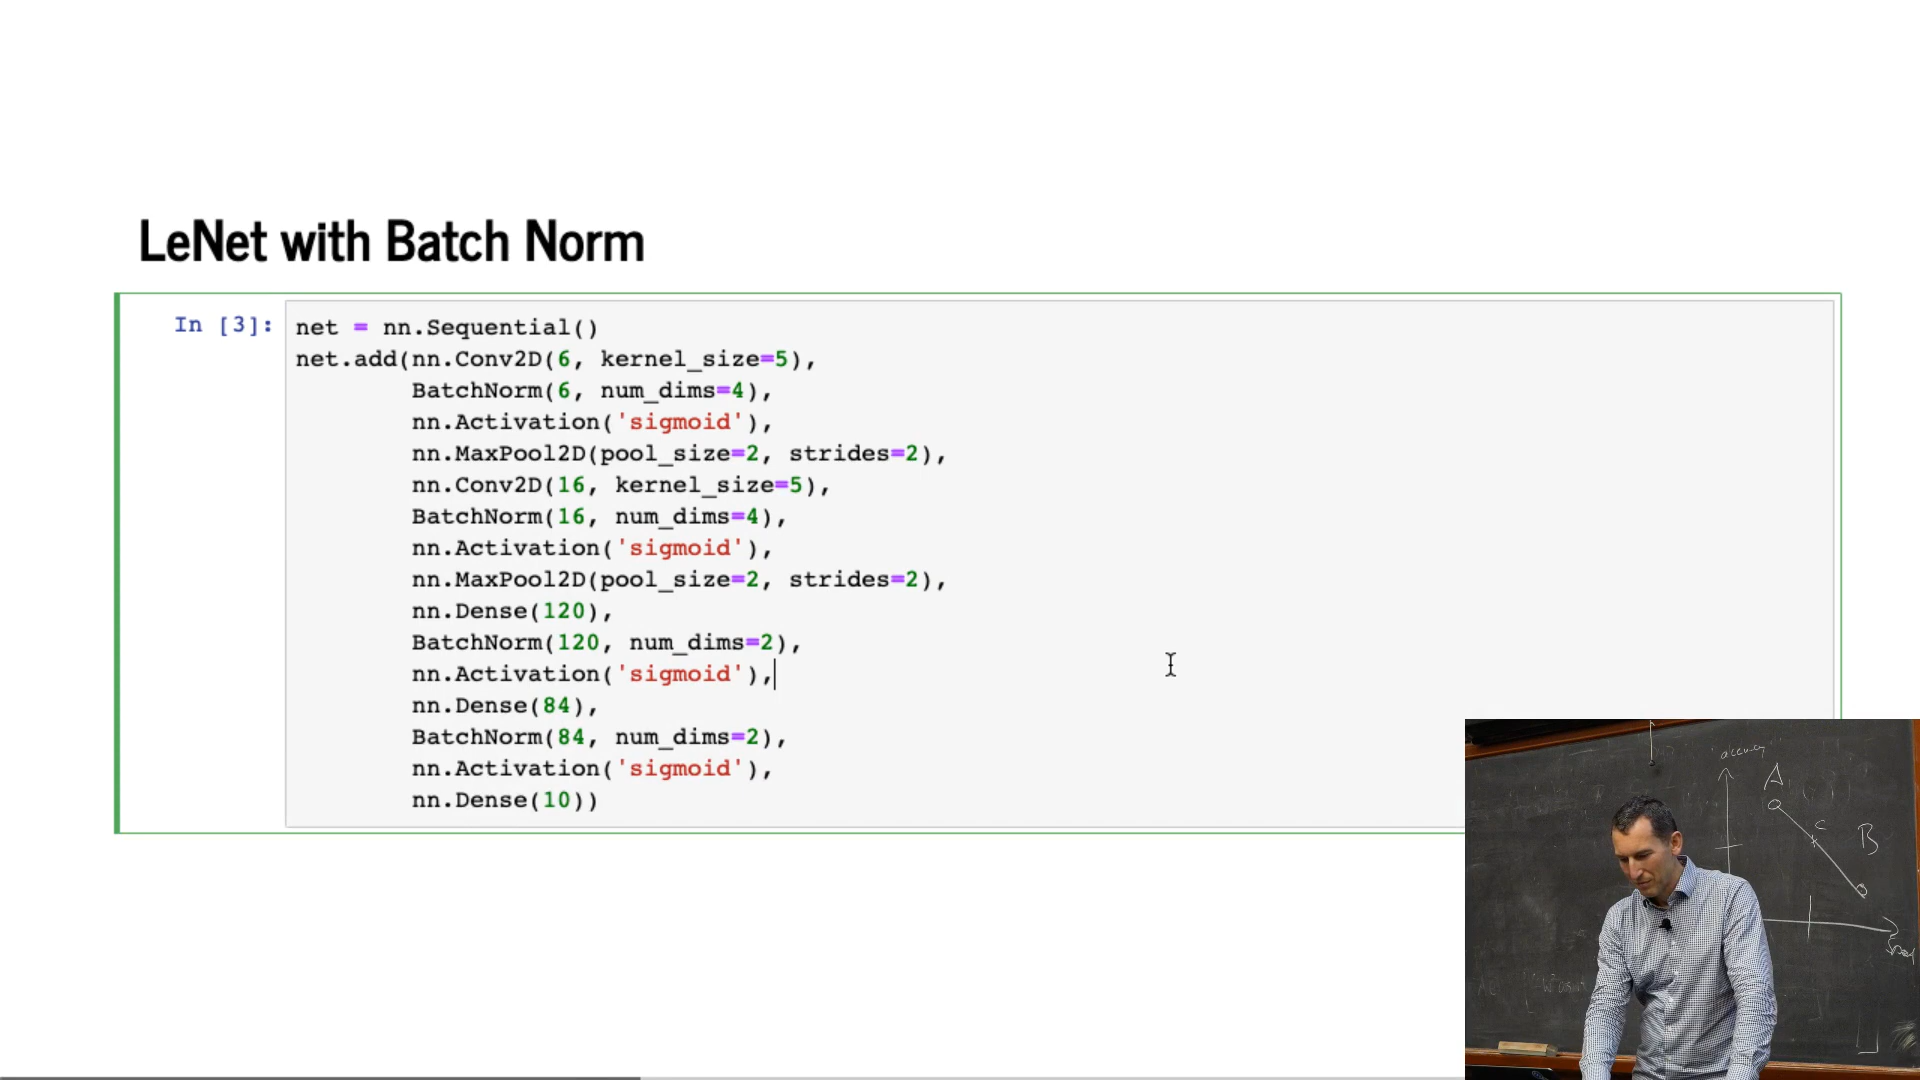 LeNet with Batch Norm
In [3]:
net = nn.Sequential()
net.add(nn.Conv2D(6, kernel_size=5),
BatchNorm(6, num_dims=4),
nn.Activation('sigmoid'),
nn.MaxPool2D(pool_size=2, strides=2),
nn.Conv2D(16, kernel_size=5),
BatchNorm(16, num_dims=4),
nn.Activation('sigmoid'),
nn.MaxPool2D(pool_size=2, strides=2),
nn.Dense(120),
BatchNorm(120, num_dims=2),
nn.Activation('sigmoid'),
nn.Dense(84),
BatchNorm(84, num_dims=2),
nn.Activation('sigmoid'),
nn.Dense(10))
A
C
B